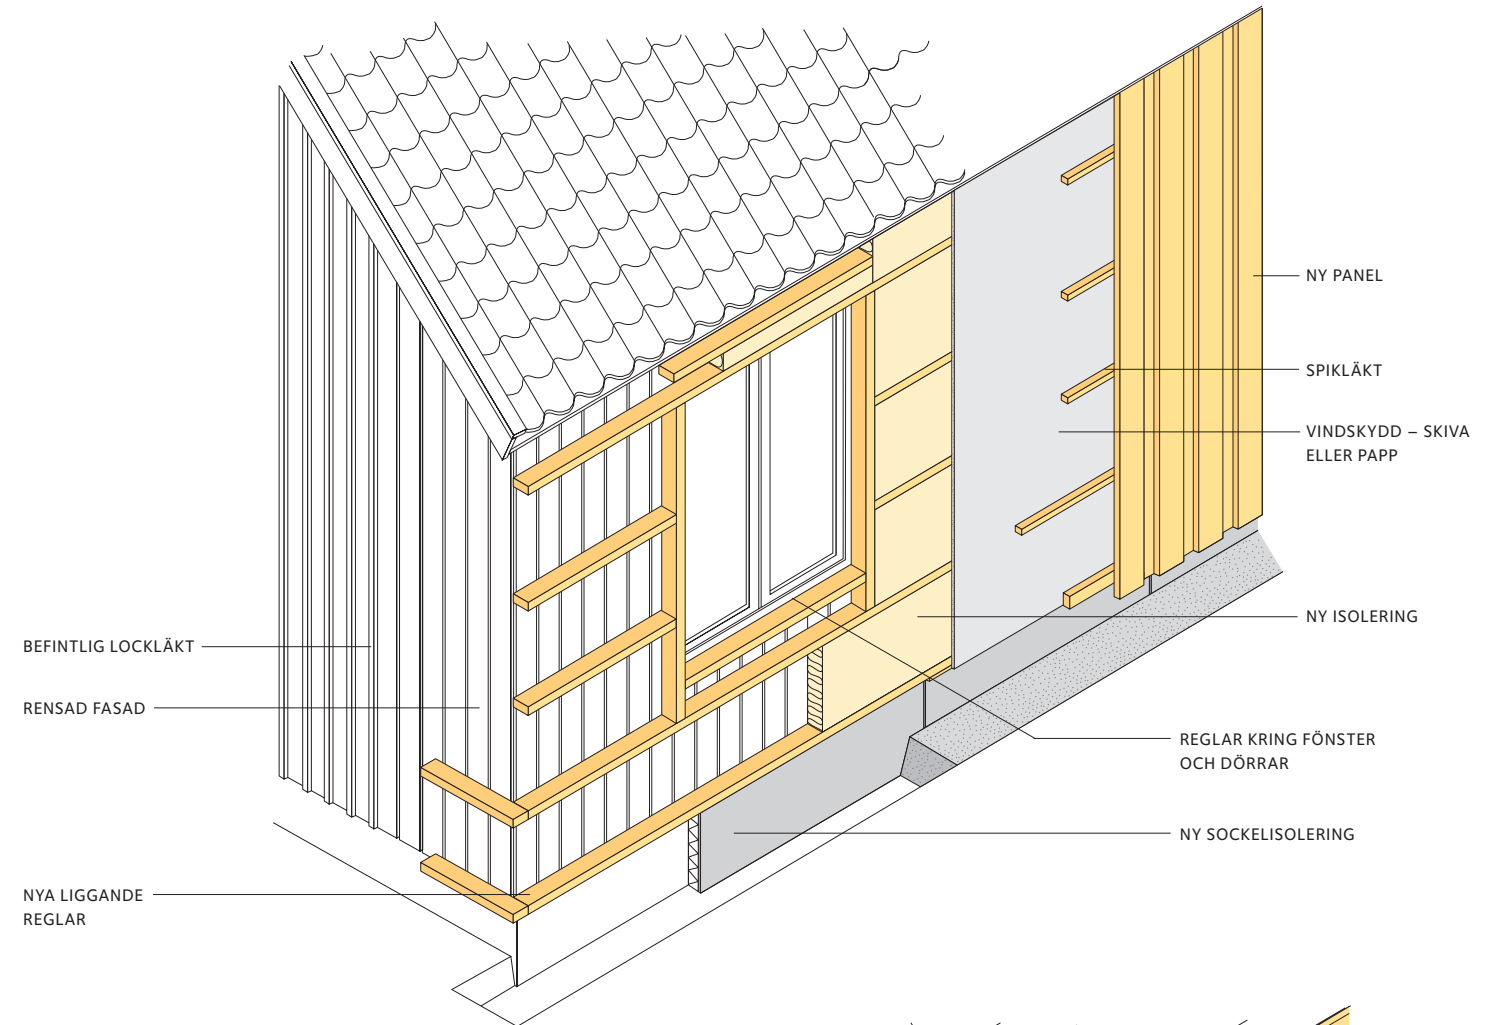 NY PANEL
SPIKLÄKT
VINDSKYDD – SKIVA
ELLER PAPP
NY ISOLERING
BEFINTLIG LOCKLÄKT
RENSAD FASAD
REGLAR KRING FÖNSTER
OCH DÖRRAR
NY SOCKELISOLERING
NYA LIGGANDE
REGLAR